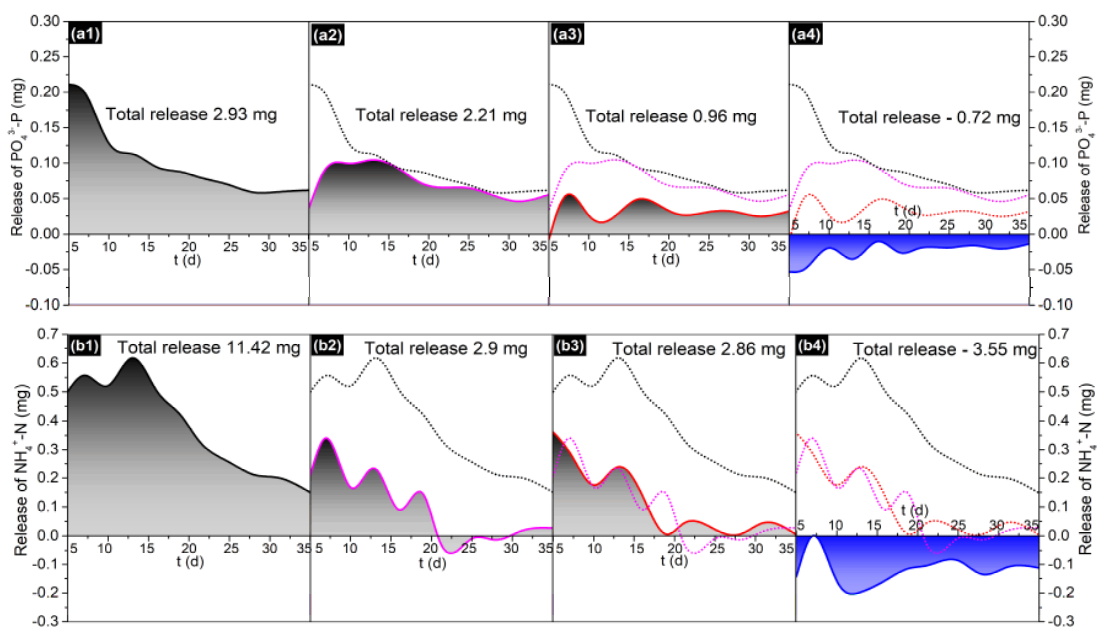 (a1) (a2) (a3) (a4)
Release of PO₄³⁻-P (mg)
0.30
0.25
0.20
0.15
0.10
0.05
0.00
-0.05
-0.10
Total release 2.93 mg
Total release 2.21 mg
Total release 0.96 mg
Total release - 0.72 mg
5 10 15 20 25 30 35
t (d)
5 10 15 20 25 30 35
t (d)
5 10 15 20 25 30 35
t (d)
t (d)
5 10 15 20 25 30 35
0.30
0.25
0.20
0.15
0.10
0.05
0.00
-0.05
-0.10
Release of PO₄³⁻-P (mg)
(b1) (b2) (b3) (b4)
Release of NH₄⁺-N (mg)
0.7
0.6
0.5
0.4
0.3
0.2
0.1
0.0
-0.1
-0.2
-0.3
Total release 11.42 mg
Total release 2.9 mg
Total release 2.86 mg
Total release - 3.55 mg
5 10 15 20 25 30 35
t (d)
5 10 15 20 25 30 35
t (d)
5 10 15 20 25 30 35
t (d)
t (d)
5 10 15 20 25 30 35
0.7
0.6
0.5
0.4
0.3
0.2
0.1
0.0
-0.1
-0.2
-0.3
Release of NH₄⁺-N (mg)